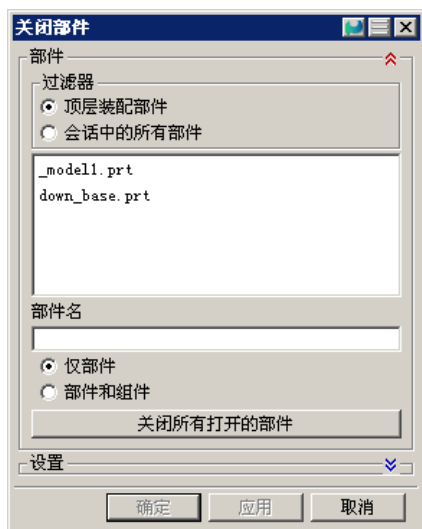 关闭部件
部件
过滤器
顶层装配部件
会话中的所有部件
_model1.prt
down_base.prt
部件名
仅部件
部件和组件
关闭所有打开的部件
设置
确定 应用 取消